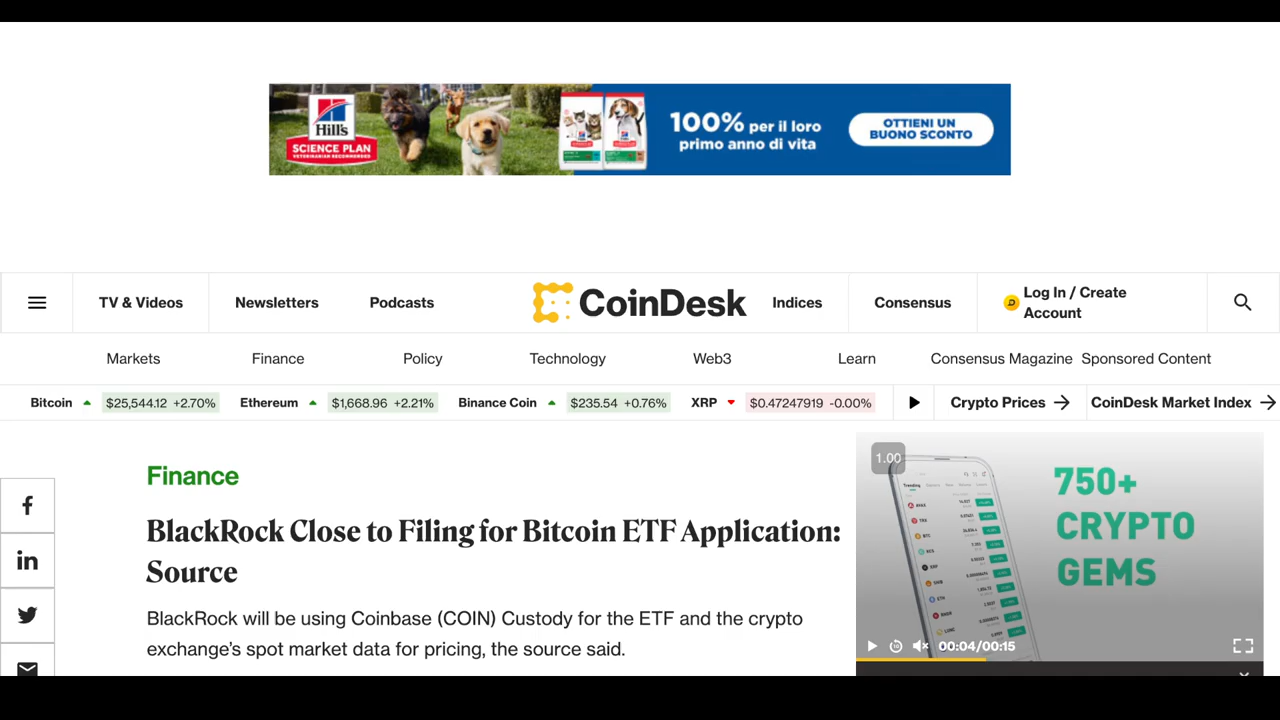 Hill's
SCIENCE PLAN
VETERINARIAN RECOMMENDED
100% per il loro
primo anno di vita
OTTIENI UN
BUONO SCONTO
TV & Videos
Newsletters
Podcasts
CoinDesk
Indices
Consensus
Log In / Create
Account
Markets
Finance
Policy
Technology
Web3
Learn
Consensus Magazine
Sponsored Content
Bitcoin $25,544.12 +2.70%
Ethereum $1,668.96 +2.21%
Binance Coin $235.54 +0.76%
XRP $0.47247919 -0.00%
Crypto Prices
CoinDesk Market Index
Finance
BlackRock Close to Filing for Bitcoin ETF Application:
Source
BlackRock will be using Coinbase (COIN) Custody for the ETF and the crypto
exchange's spot market data for pricing, the source said.
1.00
Trending
750+
CRYPTO
GEMS
00:04/00:15